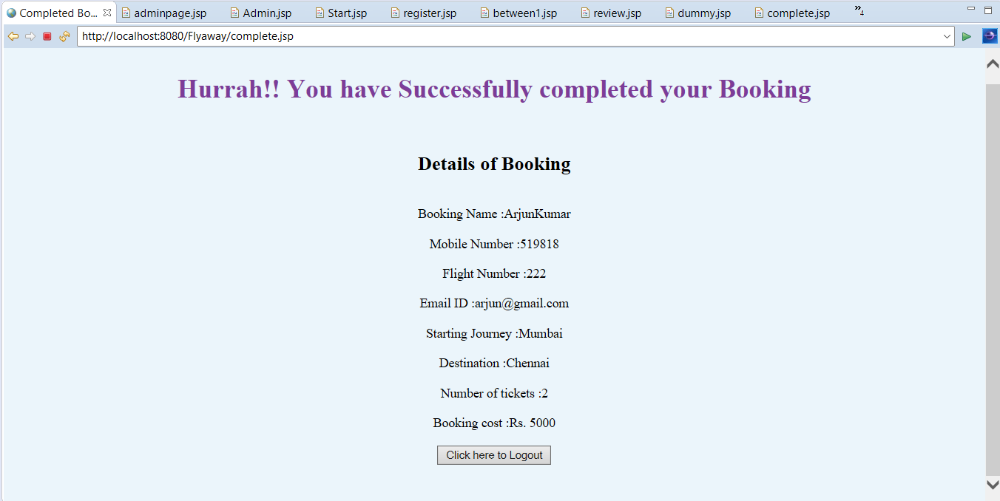 Completed Bo... adminpage.jsp Admin.jsp Start.jsp register.jsp between1.jsp review.jsp dummy.jsp complete.jsp »4
http://localhost:8080/Flyaway/complete.jsp
Hurrah!! You have Successfully completed your Booking
Details of Booking
Booking Name :ArjunKumar
Mobile Number :519818
Flight Number :222
Email ID :arjun@gmail.com
Starting Journey :Mumbai
Destination :Chennai
Number of tickets :2
Booking cost :Rs. 5000
Click here to Logout